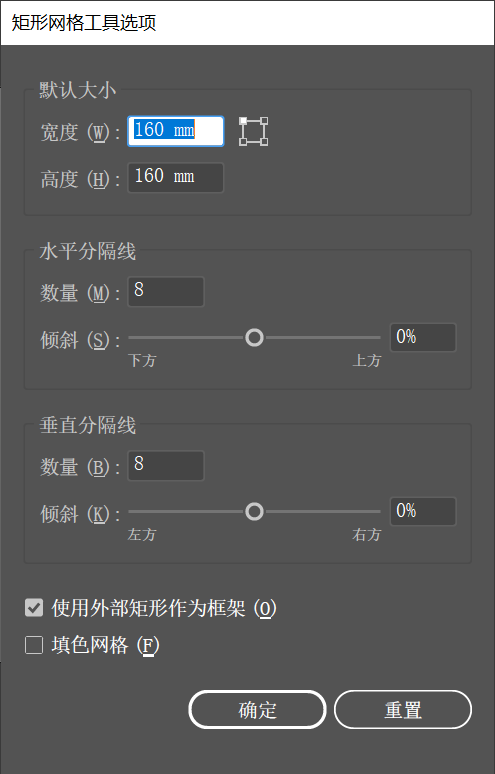 矩形网格工具选项
默认大小
宽度 (W): 160 mm
高度 (H): 160 mm
水平分隔线
数量 (M): 8
倾斜 (S): 0%
下方 上方
垂直分隔线
数量 (B): 8
倾斜 (K): 0%
左方 右方
使用外部矩形作为框架 (O)
填色网格 (F)
确定 重置